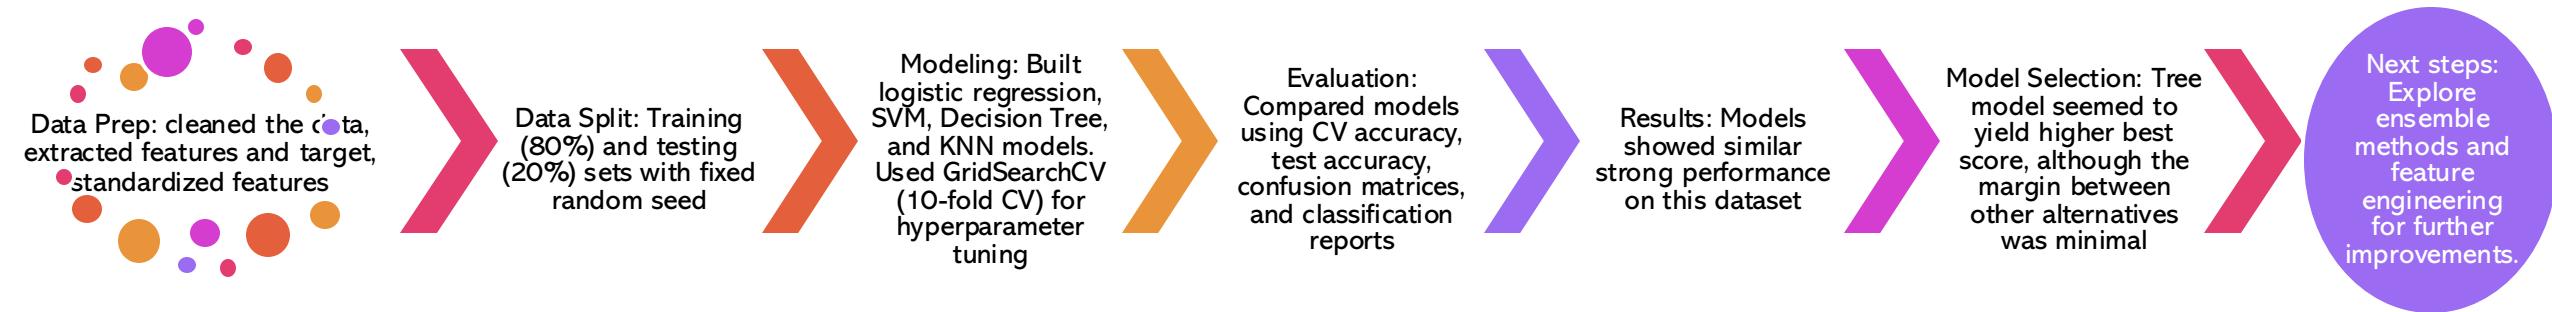 Data Prep: cleaned the data,
extracted features and target,
standardized features
Data Split: Training
(80%) and testing
(20%) sets with fixed
random seed
Modeling: Built
logistic regression,
SVM, Decision Tree,
and KNN models.
Used GridSearchCV
(10-fold CV) for
hyperparameter
tuning
Evaluation:
Compared models
using CV accuracy,
test accuracy,
confusion matrices,
and classification
reports
Results: Models
showed similar
strong performance
on this dataset
Model Selection: Tree
model seemed to
yield higher best
score, although the
margin between
other alternatives
was minimal
Next steps:
Explore
ensemble
methods and
feature
engineering
for further
improvements.